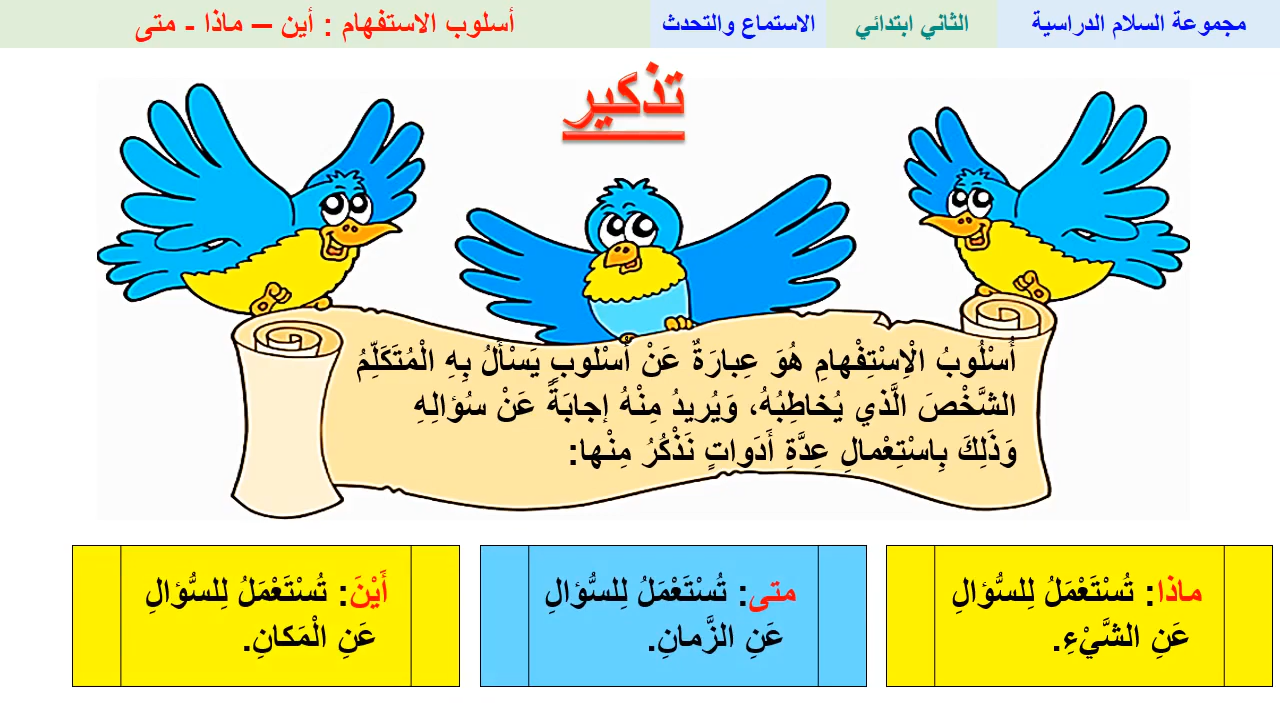 مجموعة السلام الدراسية
الثاني ابتدائي
الاستماع والتحدث
أسلوب الاستفهام : أين – ماذا - متى
تذكير
أُسْلُوبُ الْاِسْتِفْهامِ هُوَ عِبارَةٌ عَنْ أُسْلوبٍ يَسْأَلُ بِهِ الْمُتَكَلِّمُ
الشَّخْصَ الَّذي يُخاطِبُهُ، وَيُريدُ مِنْهُ إجابَةً عَنْ سُؤالِهِ
وَذَلِكَ بِاسْتِعْمالِ عِدَّةِ أَدَواتٍ نَذْكُرُ مِنْها:
ماذا: تُسْتَعْمَلُ لِلسُّؤالِ
عَنِ الشَّيْءِ.
متى: تُسْتَعْمَلُ لِلسُّؤالِ
عَنِ الزَّمانِ.
أَيْنَ: تُسْتَعْمَلُ لِلسُّؤالِ
عَنِ الْمَكانِ.